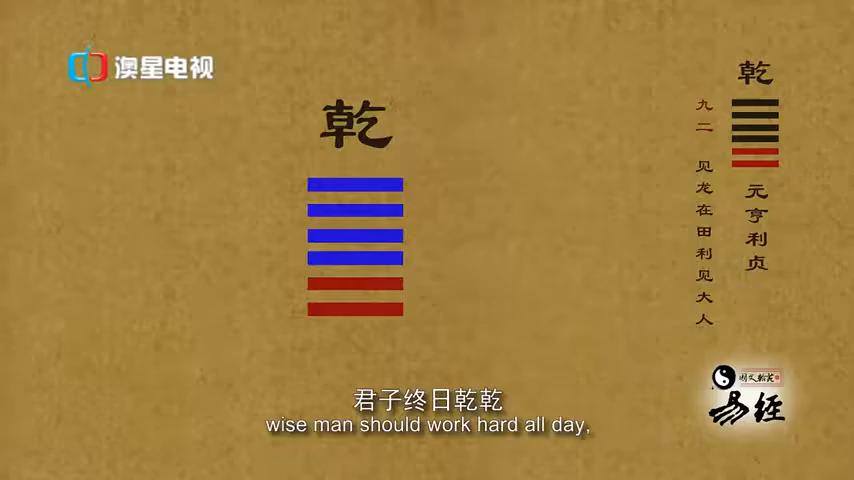 澳星电视
乾
乾
元亨利贞
九二 见龙在田利见大人
君子终日乾乾
wise man should work hard all day,
易经